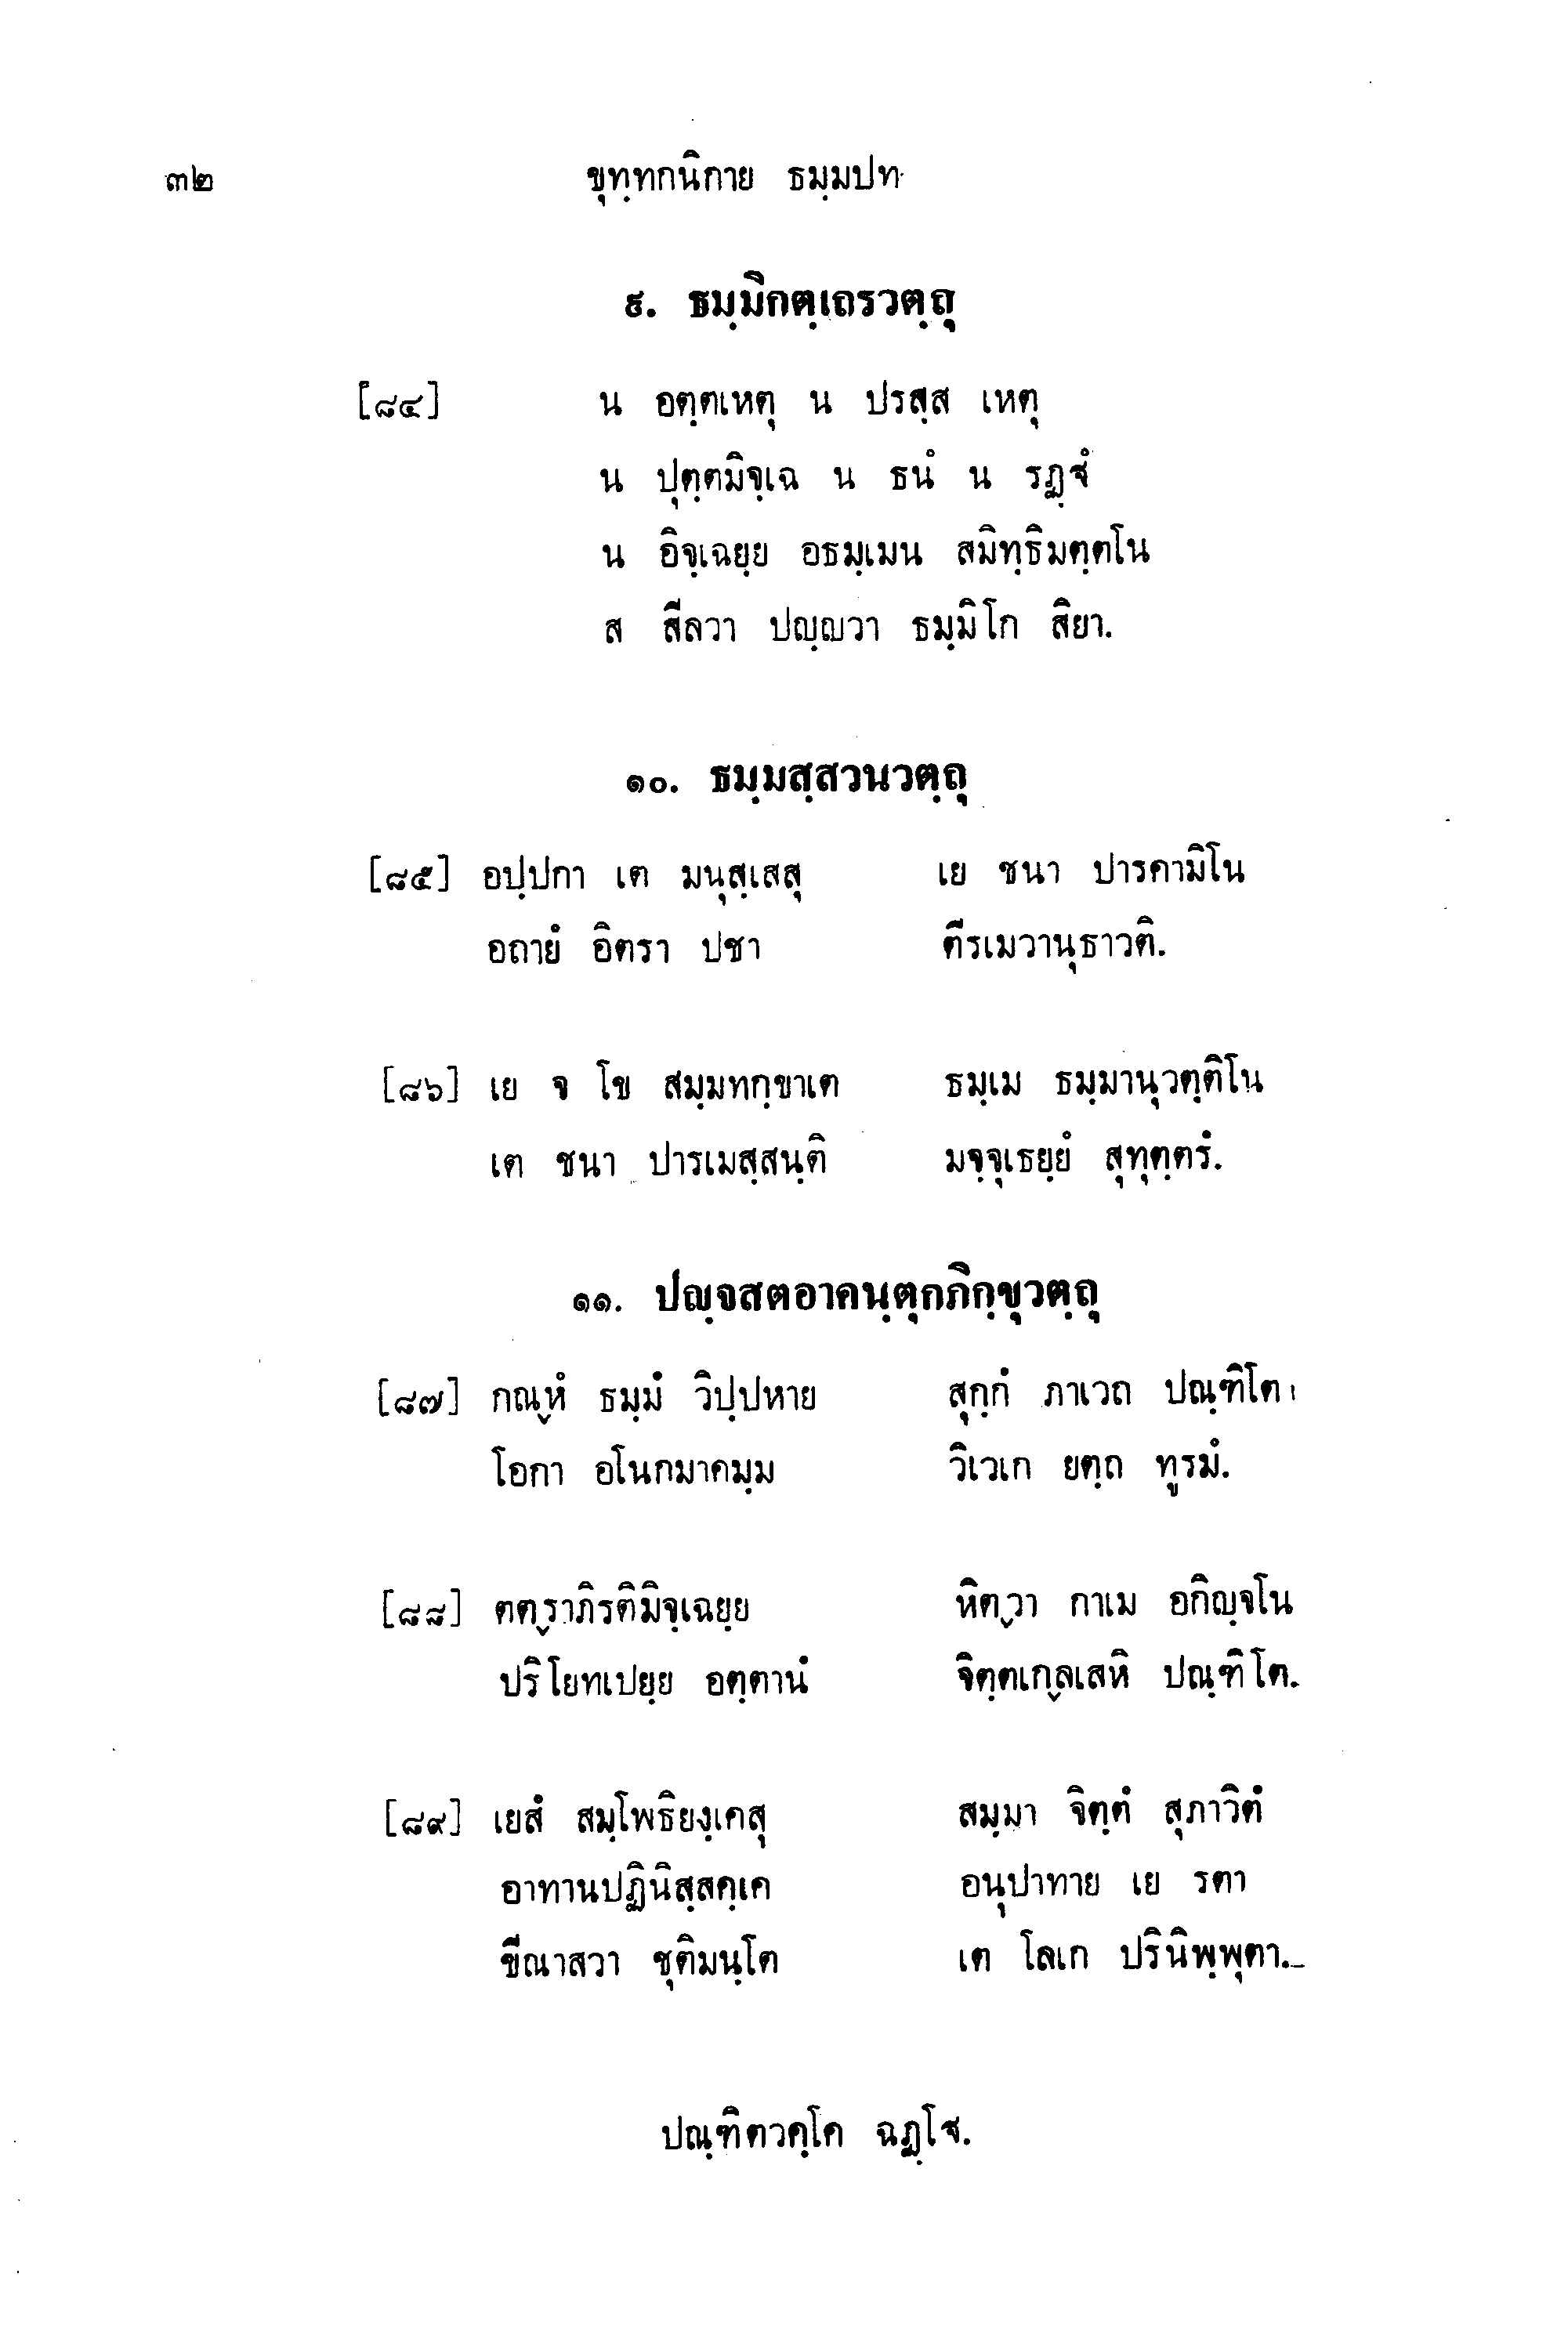 ๓๒ ขุทฺทกนิกาย ธมฺมปท
๙. ธมฺมิกตฺเถรวตฺถุ
[๘๔] น อตฺตเหตุ น ปรสฺส เหตุ
น ปุตฺตมิจฺเฉ น ธนํ น รฏฺฐํ
น อิจฺเฉยฺย อธมฺเมน สมิทฺธิมตฺตโน
ส สีลวา ปญฺญวา ธมฺมิโก สิยา.
๑๐. ธมฺมสฺสวนวตฺถุ
[๘๕] อปฺปกา เต มนุสฺเสสุ เย ชนา ปารคามิโน
อถายํ อิตรา ปชา ตีรเมวานุธาวติ.
[๘๖] เย จ โข สมฺมทกฺขาเต ธมฺเม ธมฺมานุวตฺติโน
เต ชนา ปารเมสฺสนฺติ มจฺจุเธยฺยํ สุทุตฺตรํ.
๑๑. ปญฺจสตอาคนฺตุกภิกฺขุวตฺถุ
[๘๗] กณฺหํ ธมฺมํ วิปฺปหาย สุกฺกํ ภาเวถ ปณฺฑิโต
โอกา อโนกมาคมฺม วิเวเก ยตฺถ ทูรมํ.
[๘๘] ตตฺราภิรติมิจฺเฉยฺย หิตฺวา กาเม อกิญฺจโน
ปริโยทเปยฺย อตฺตานํ จิตฺตเกฺลเสหิ ปณฺฑิโต.
[๘๙] เยสํ สมฺโพธิยงฺเคสุ สมฺมา จิตฺตํ สุภาวิตํ
อาทานปฏินิสฺสคฺเค อนุปาทาย เย รตา
ขีณาสวา ชุติมนฺโต เต โลเก ปรินิพฺพุตา.
ปณฺฑิตวคฺโค ฉฏฺโฐ.